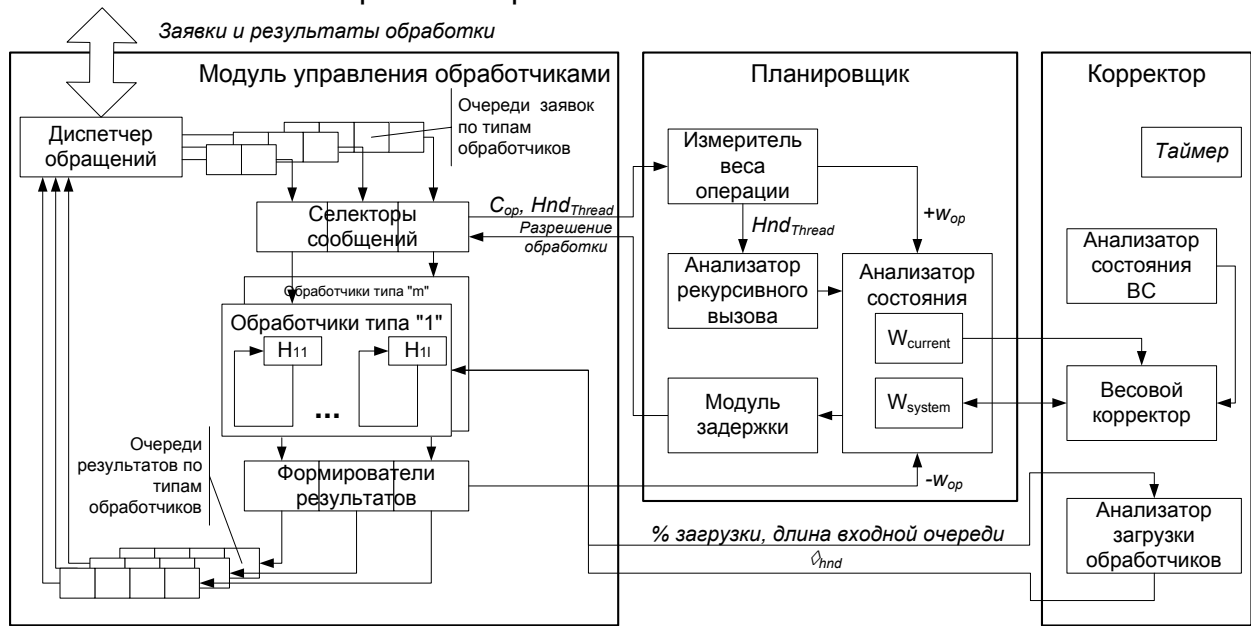 Заявки и результаты обработки
Модуль управления обработчиками
Диспетчер
обращений
Очереди заявок
по типам
обработчиков
Селекторы
сообщений
Обработчики типа "m"
Обработчики типа "1"
H11
H1l
...
Очереди
результатов по
типам
обработчиков
Формирователи
результатов
Cop, HndThread
Разрешение
обработки
Планировщик
Измеритель
веса
операции
HndThread
+wop
Анализатор
рекурсивного
вызова
Анализатор
состояния
Wcurrent
Wsystem
Модуль
задержки
-wop
% загрузки, длина входной очереди
◊hnd
Корректор
Таймер
Анализатор
состояния
ВС
Весовой
корректор
Анализатор
загрузки
обработчиков